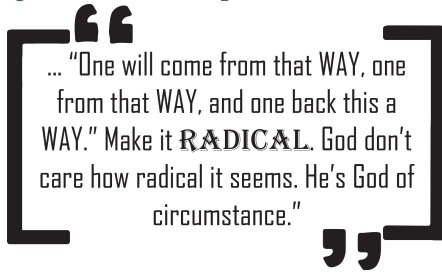 ... “One will come from that WAY, one
from that WAY, and one back this a
WAY.” Make it RADICAL. God don’t
care how radical it seems. He’s God of
circumstance.”